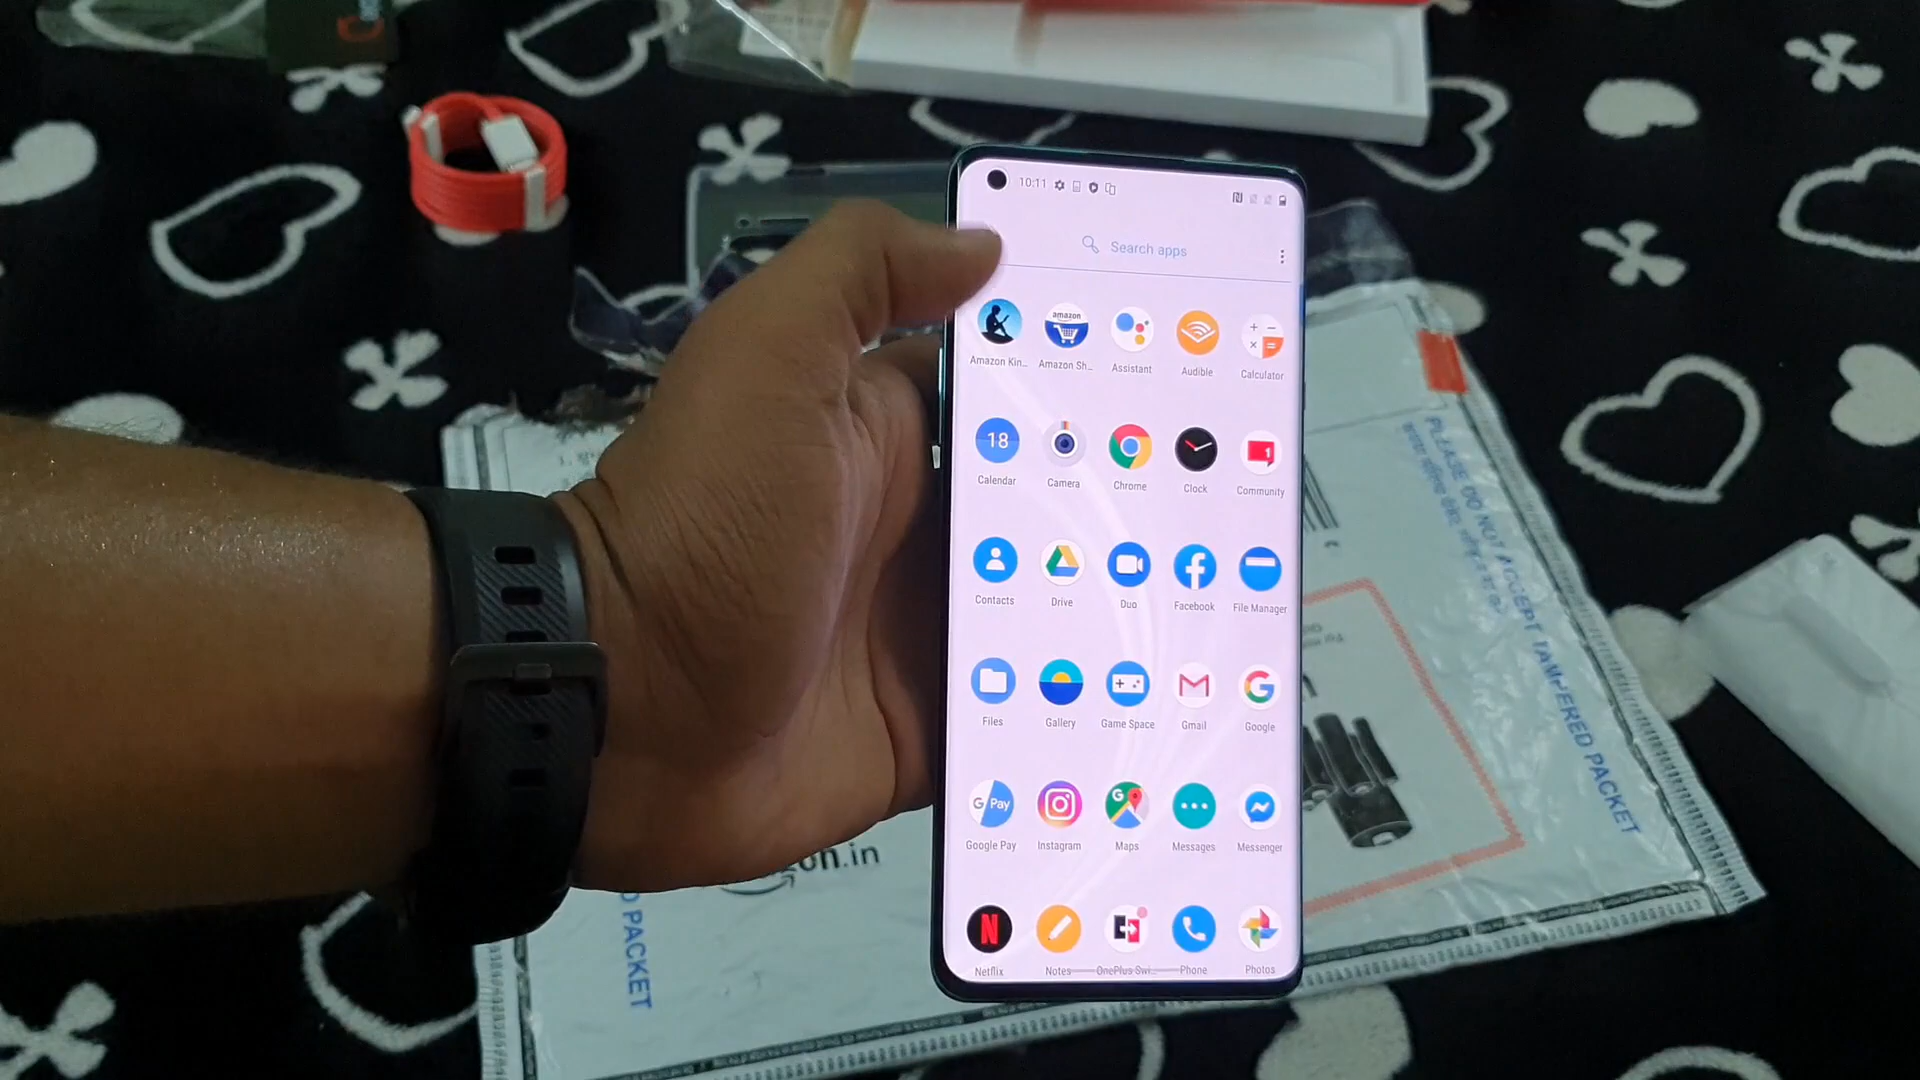 10:11
Search apps
amazon
Amazon Kin...
Amazon Sh...
Assistant
Audible
Calculator
18
1
Calendar
Camera
Chrome
Clock
Community
Contacts
Drive
Duo
Facebook
File Manager
Files
Gallery
Game Space
Gmail
Google
G Pay
Google Pay
Instagram
Maps
Messages
Messenger
Netflix
Notes
OnePlus Swi...
Phone
Photos
PLEASE DO NOT ACCEPT TAMPERED PACKET
on.in
D PACKET